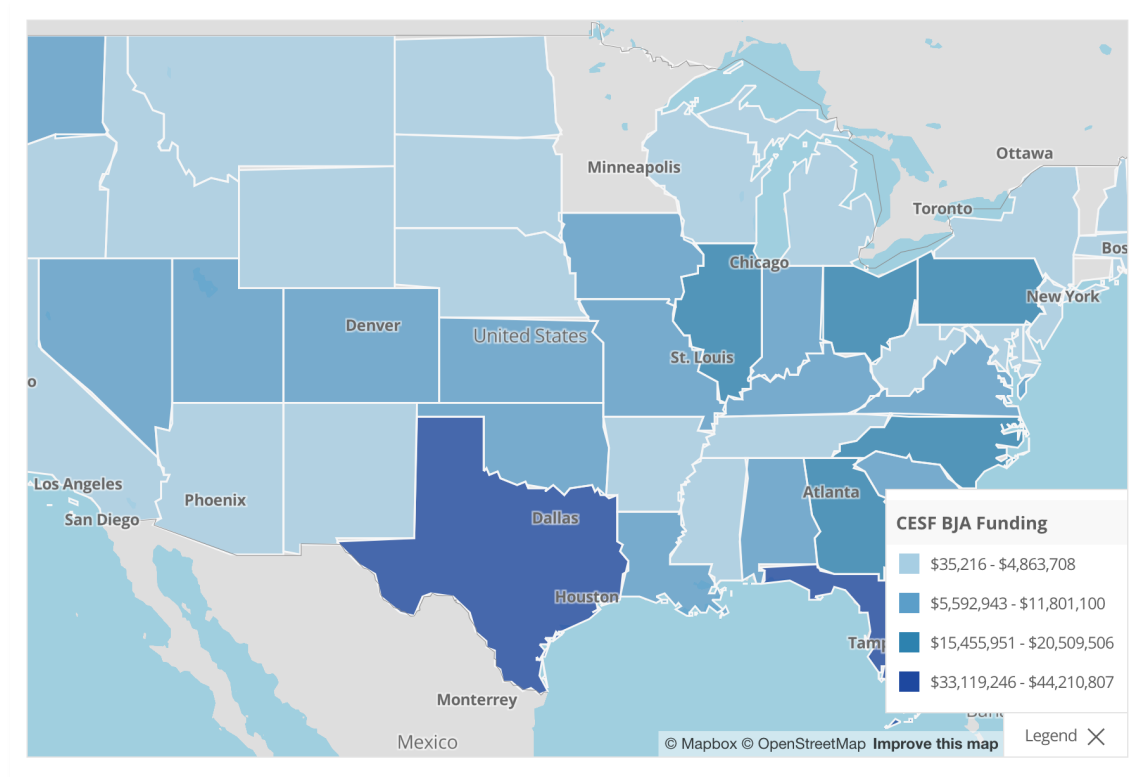 Ottawa
Minneapolis
Toronto
Bos
Chicago
New York
Denver
United States
St. Louis
o
Los Angeles
Phoenix
San Diego
Atlanta
Dallas
Houston
Tamp
Monterrey
Mexico
CESF BJA Funding
$35,216 - $4,863,708
$5,592,943 - $11,801,100
$15,455,951 - $20,509,506
$33,119,246 - $44,210,807
Legend
© Mapbox © OpenStreetMap Improve this map